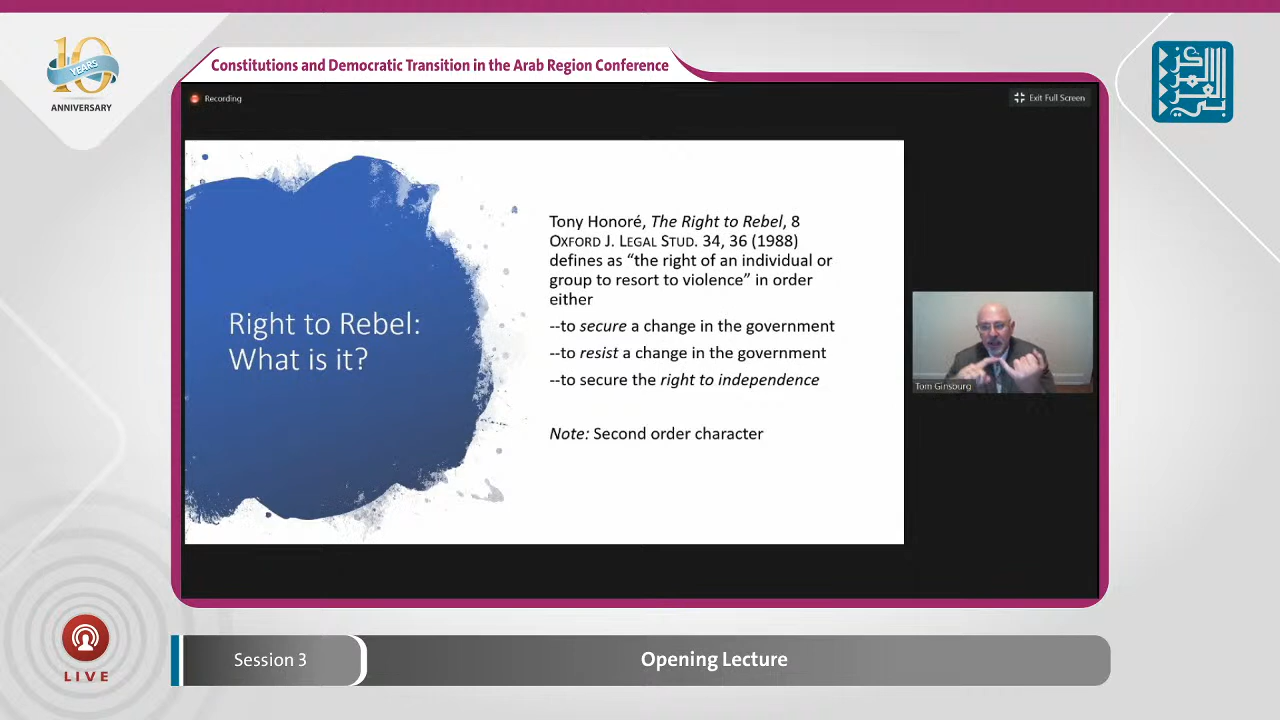 10
YEARS
ANNIVERSARY
Constitutions and Democratic Transition in the Arab Region Conference
المركز
العربي
Recording
Exit Full Screen
Right to Rebel:
What is it?
Tony Honoré, The Right to Rebel, 8
OXFORD J. LEGAL STUD. 34, 36 (1988)
defines as “the right of an individual or
group to resort to violence” in order
either
--to secure a change in the government
--to resist a change in the government
--to secure the right to independence
Note: Second order character
Tom Ginsburg
LIVE
Session 3
Opening Lecture